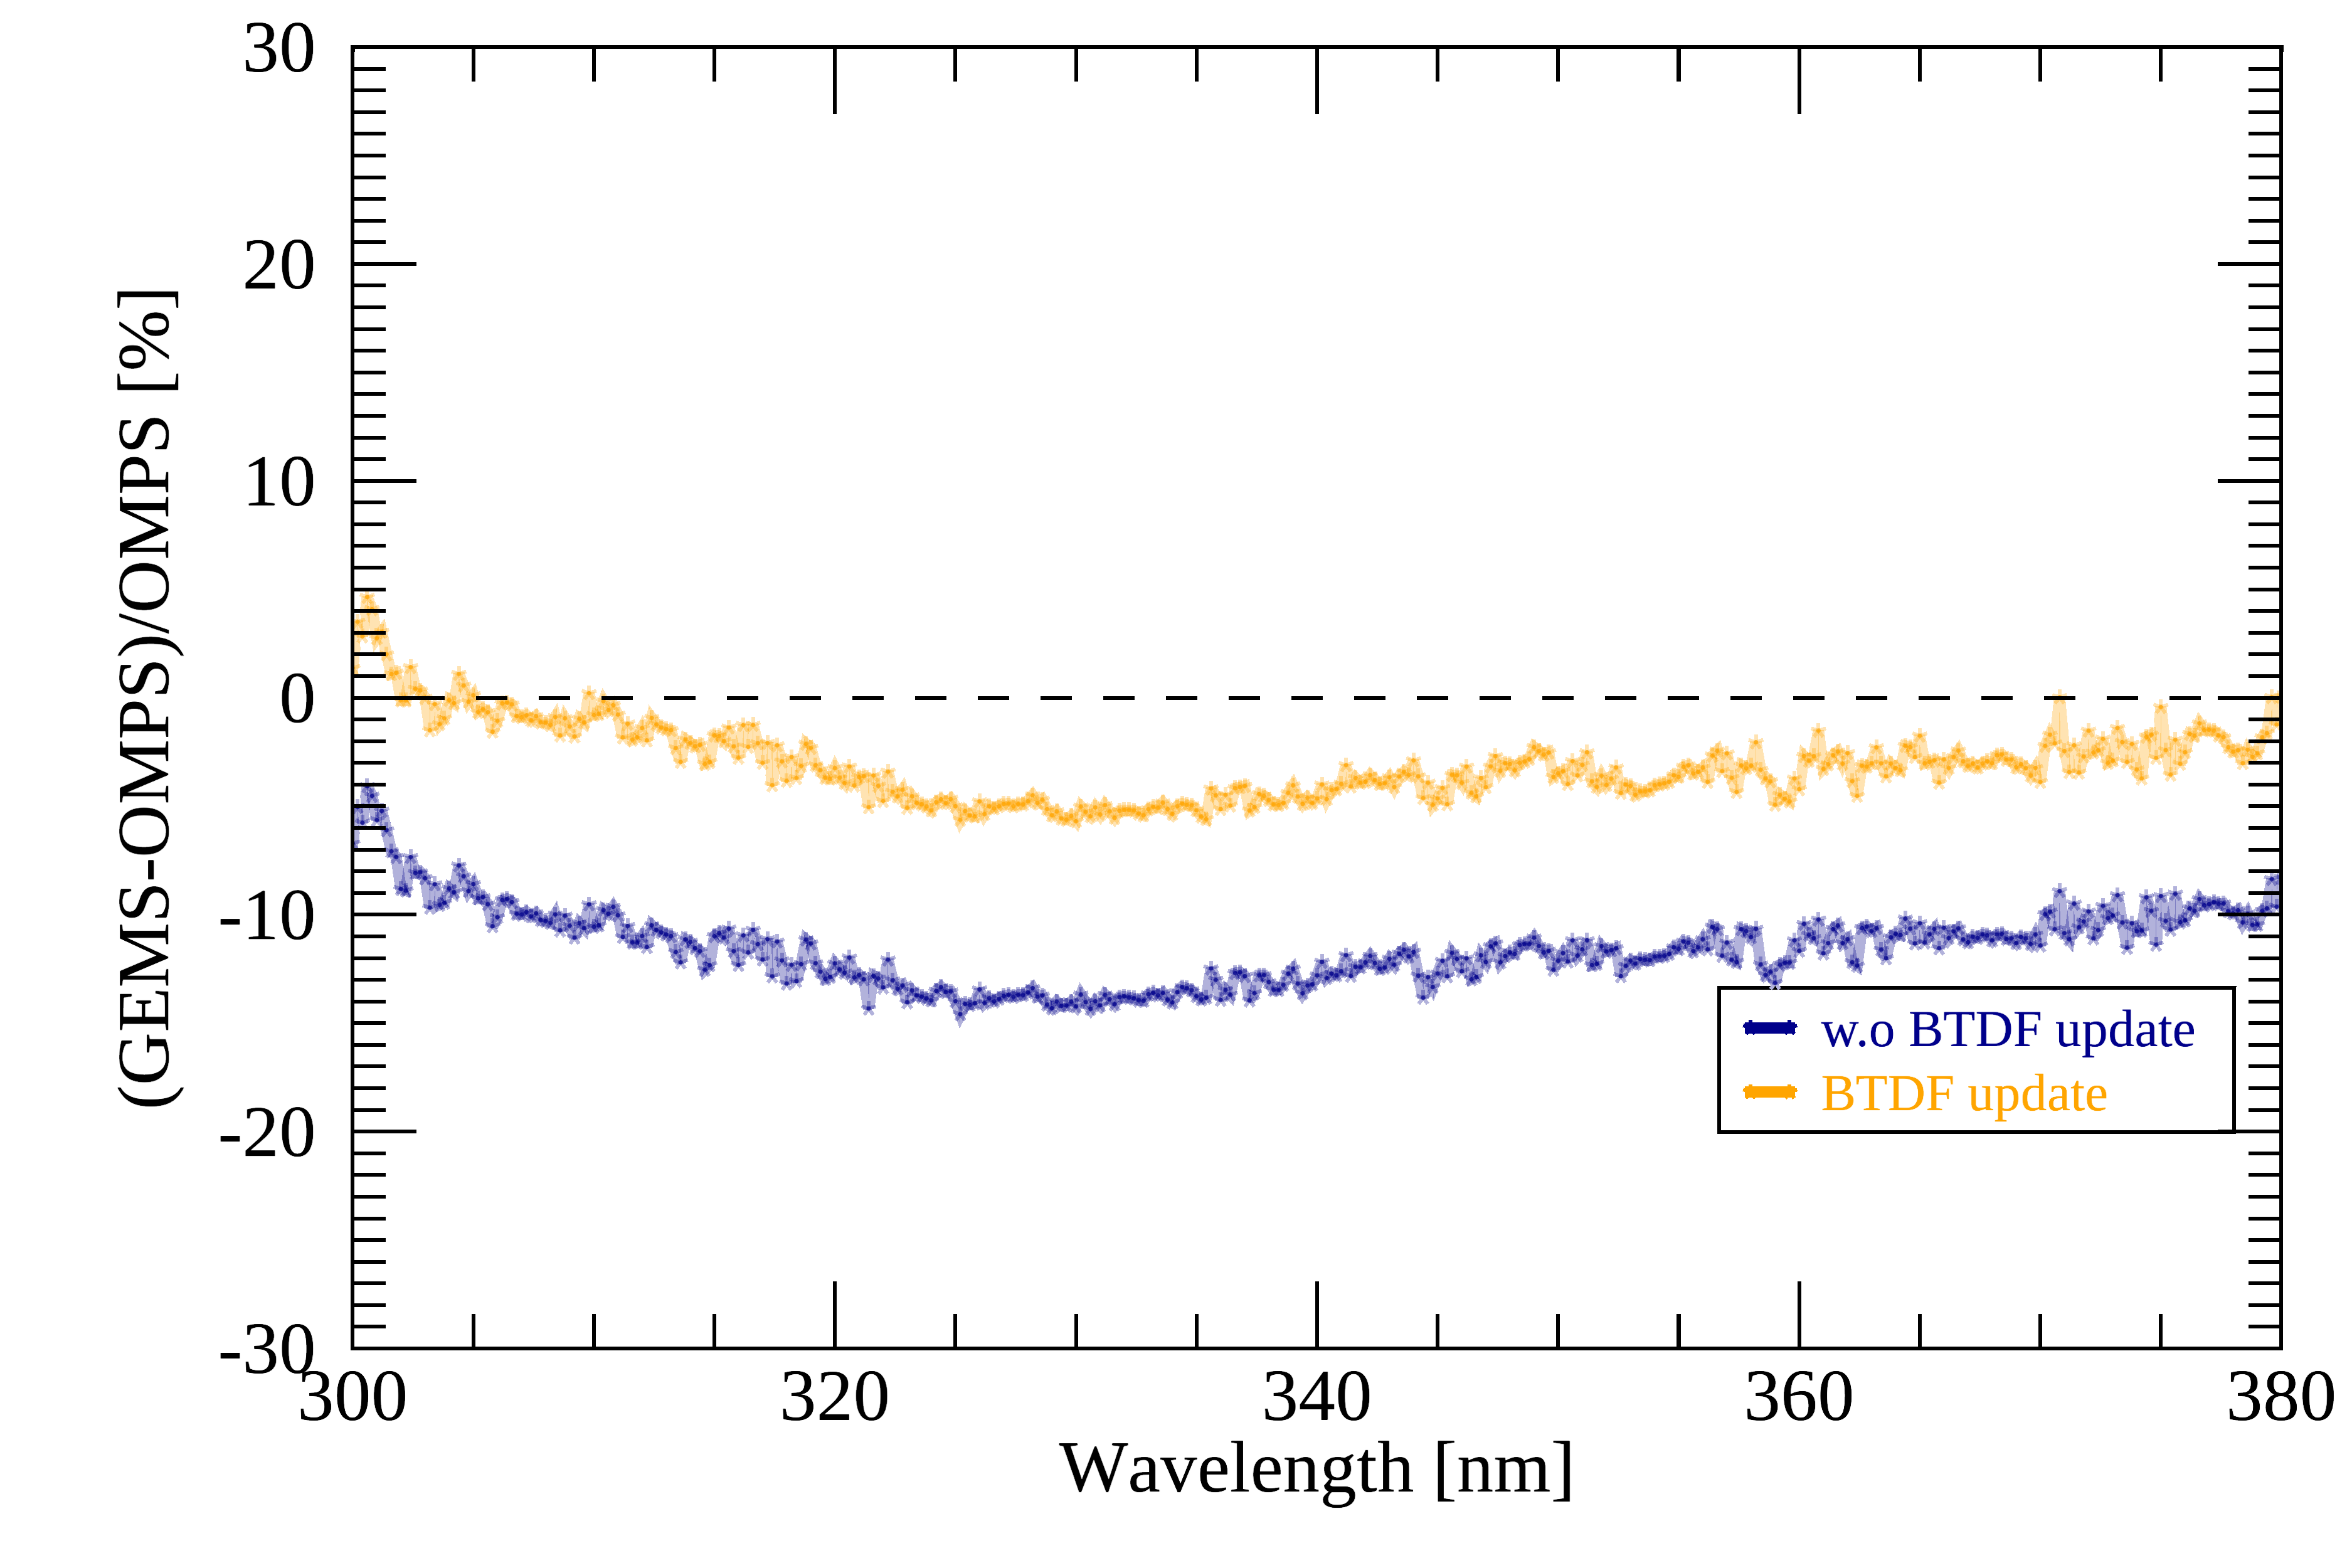 30
20
10
0
-10
-20
-30
(GEMS-OMPS)/OMPS [%]
w.o BTDF update
BTDF update
300 320 340 360 380
Wavelength [nm]